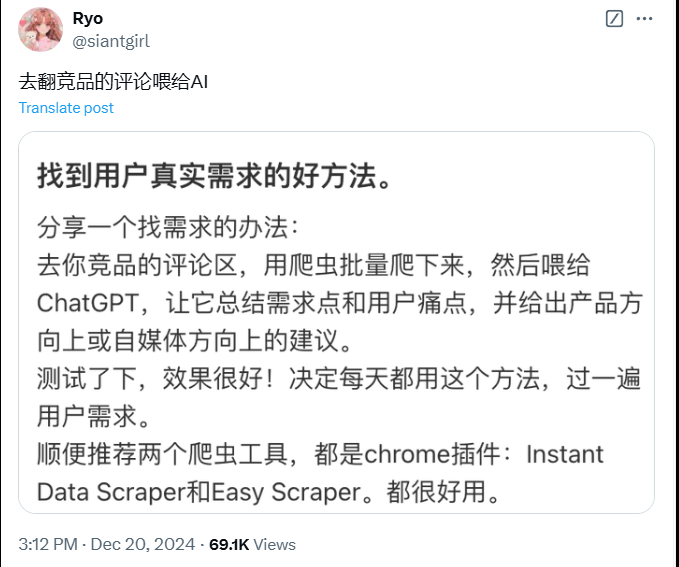 Ryo
@siantgirl
去翻竞品的评论喂给AI
Translate post
找到用户真实需求的好方法。
分享一个找需求的办法：
去你竞品的评论区，用爬虫批量爬下来，然后喂给
ChatGPT，让它总结需求点和用户痛点，并给出产品方
向上或自媒体方向上的建议。
测试了下，效果很好！决定每天都用这个方法，过一遍
用户需求。
顺便推荐两个爬虫工具，都是chrome插件：Instant
Data Scraper和Easy Scraper。都很好用。
3:12 PM · Dec 20, 2024 · 69.1K Views